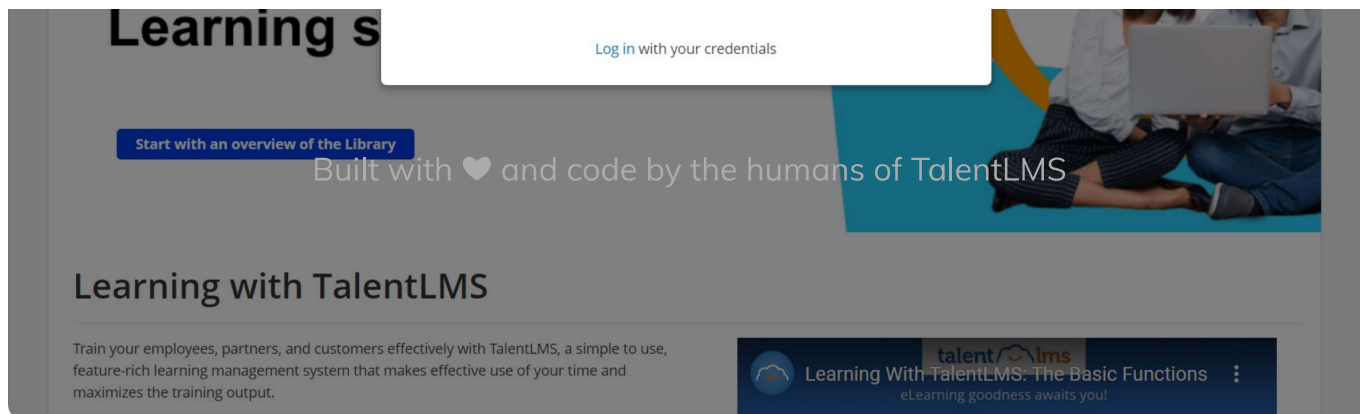 Learning s
Log in with your credentials
Start with an overview of the Library
Built with ♥ and code by the humans of TalentLMS
Learning with TalentLMS
Train your employees, partners, and customers effectively with TalentLMS, a simple to use,
feature-rich learning management system that makes effective use of your time and
maximizes the training output.
talent lms
Learning With TalentLMS: The Basic Functions
eLearning goodness awaits you!